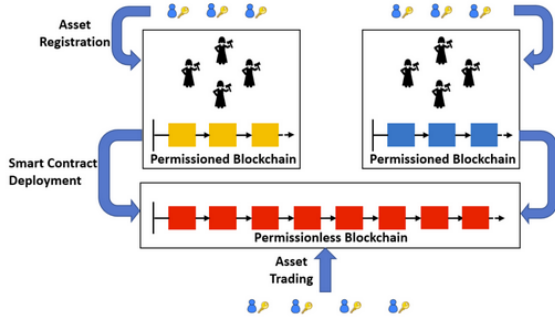 Asset
Registration
Permissioned Blockchain
Permissioned Blockchain
Smart Contract
Deployment
Permissionless Blockchain
Asset
Trading